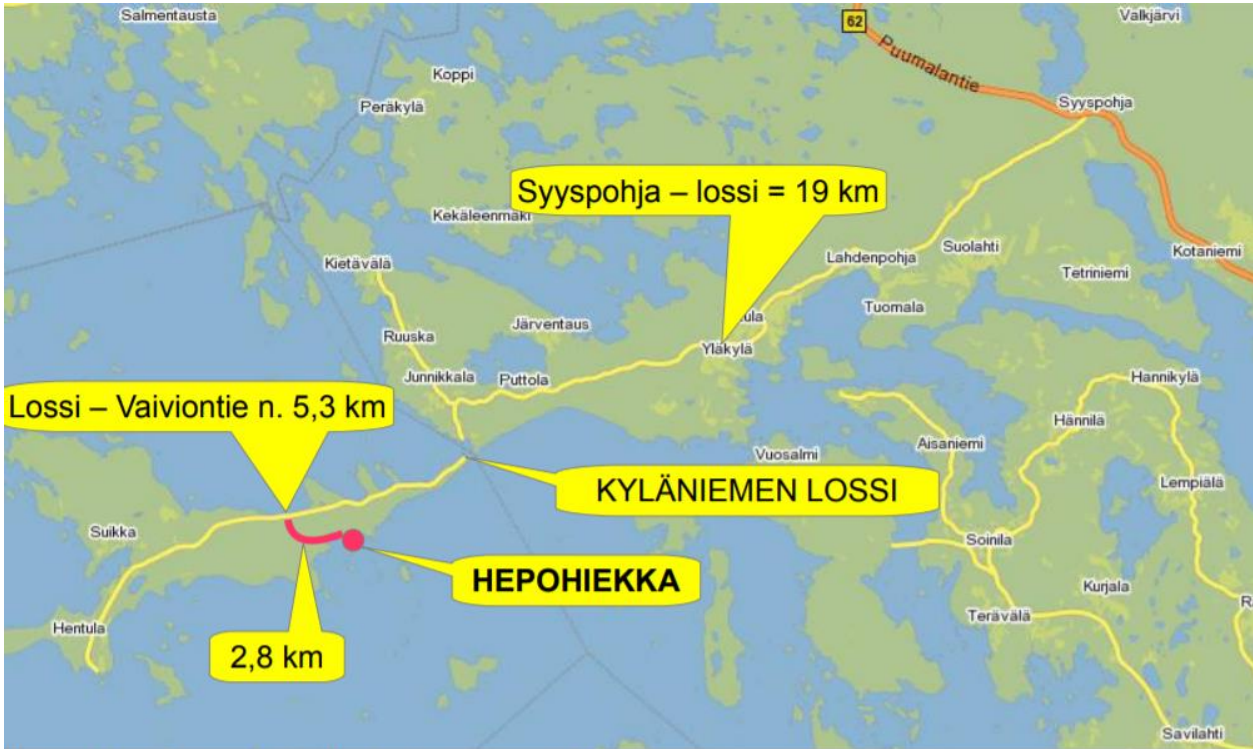 Salmentausta
Valkjärvi
62
Puumalantie
Koppi
Peräkylä
Syyspohja
Syyspohja – lossi = 19 km
Kekäleenmäki
Suolahti
Kotaniemi
Lahdenpohja
Kietävälä
Tetriniemi
Tuomala
Järventaus
Ruuska
Yläkylä
Junnikkala
Puttola
Hannikylä
Lossi – Vaiviontie n. 5,3 km
Hännilä
Aisaniemi
Vuosalmi
KYLÄNIEMEN LOSSI
Lempiälä
Suikka
Soinila
HEPOHIEKKA
Kurjala
Terävälä
Hentula
2,8 km
Savilahti